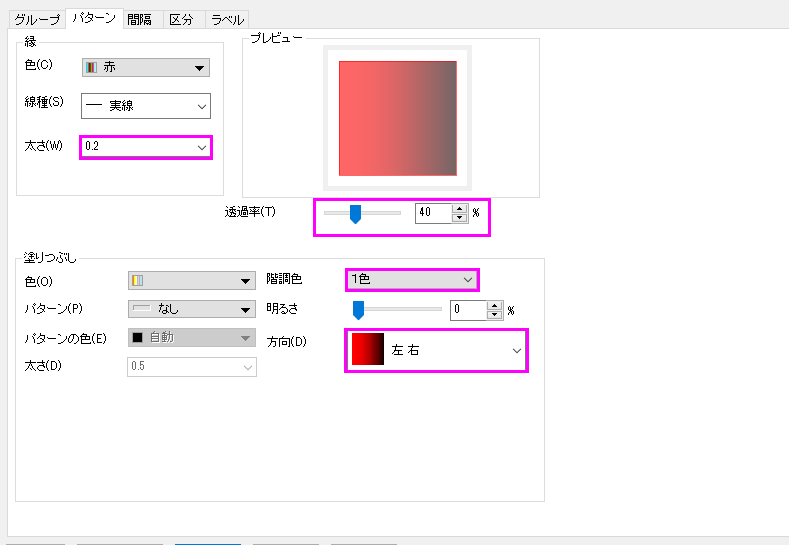 グループ パターン 間隔 区分 ラベル
縁
色(C) 赤
線種(S) 実線
太さ(W) 0.2
プレビュー
透過率(T) 40 %
塗りつぶし
色(O) 階調色 1色
パターン(P) なし 明るさ 0 %
パターンの色(E) 自動 方向(D) 左右
太さ(D) 0.5